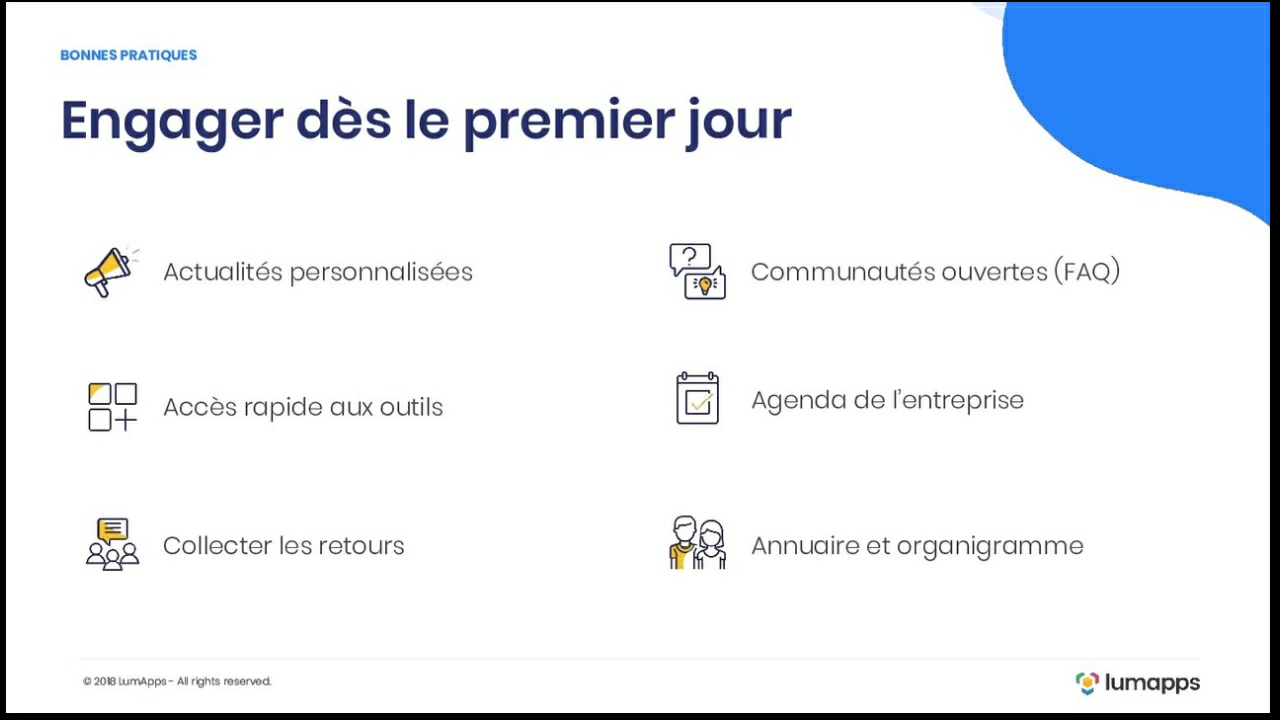 BONNES PRATIQUES
Engager dès le premier jour
Actualités personnalisées
Communautés ouvertes (FAQ)
Accès rapide aux outils
Agenda de l'entreprise
Collecter les retours
Annuaire et organigramme
© 2018 LumApps - All rights reserved.
lumapps